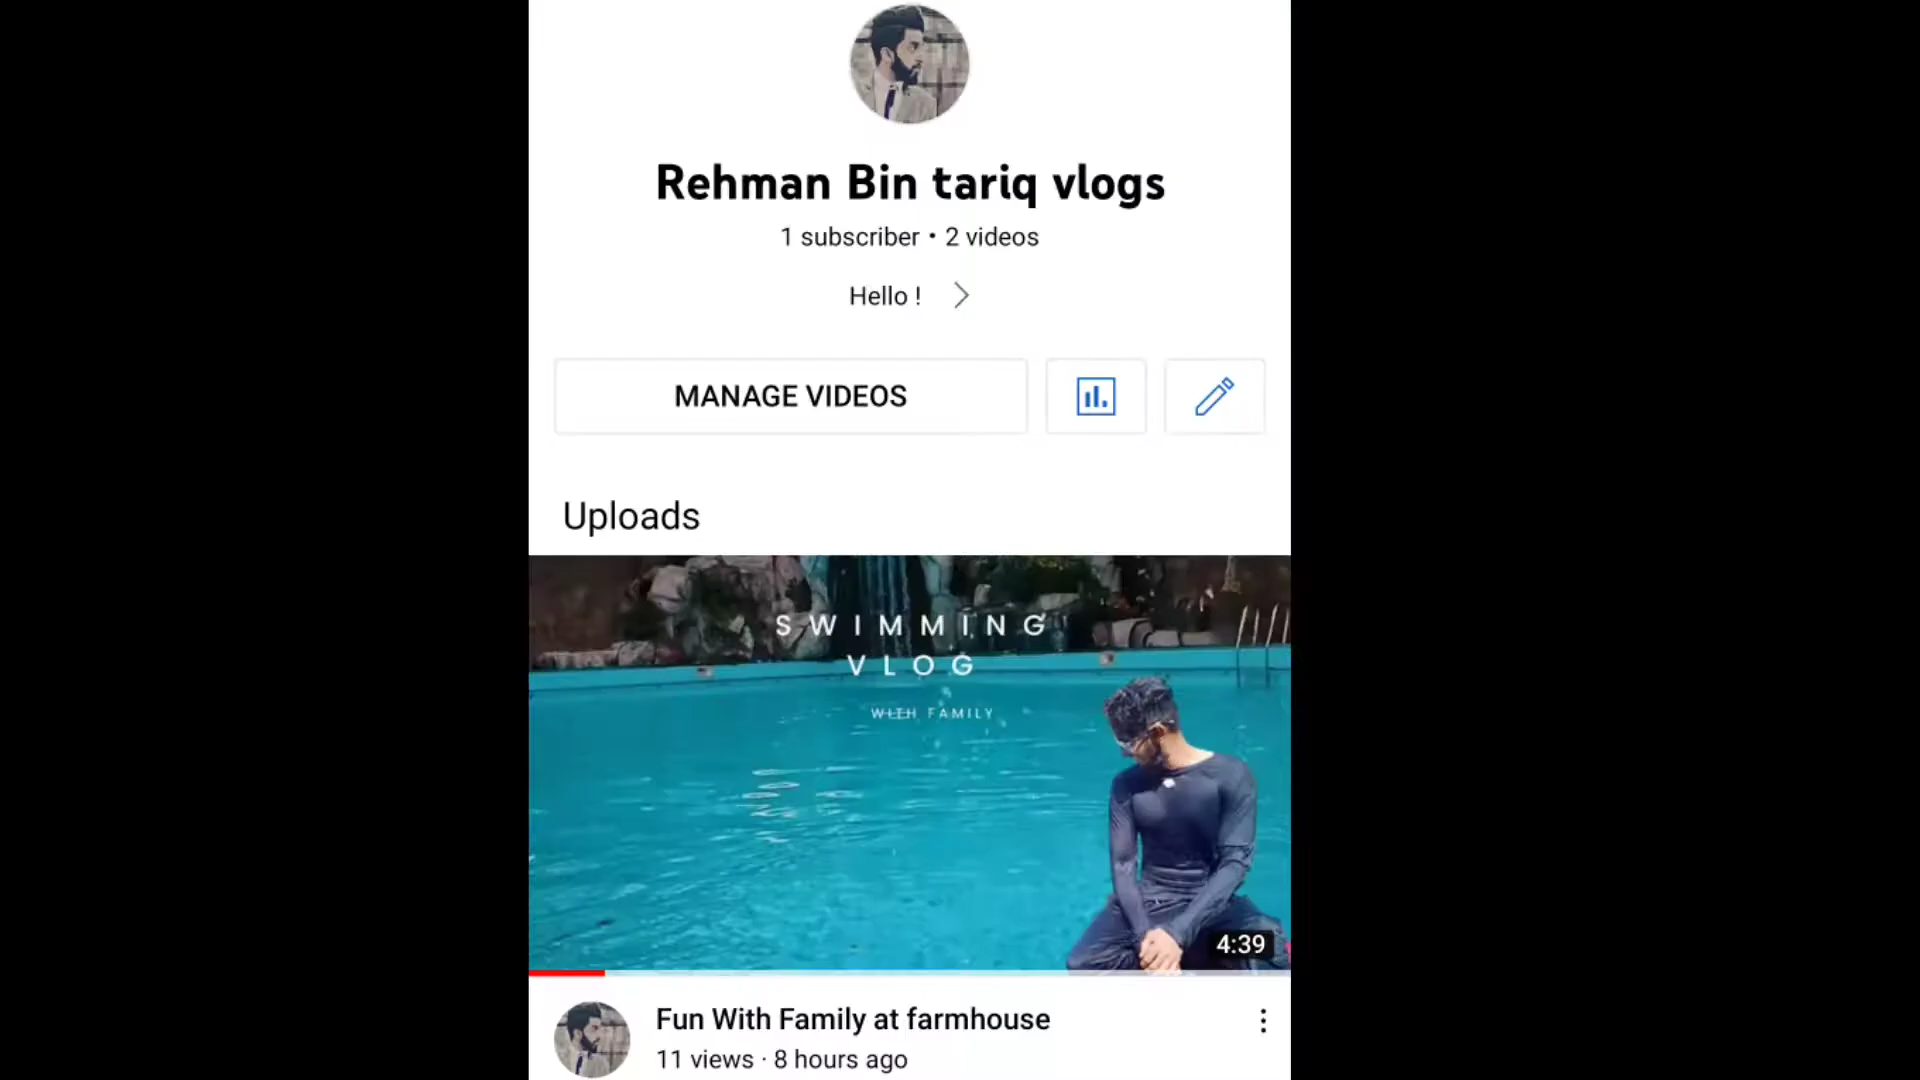 Rehman Bin tariq vlogs
1 subscriber • 2 videos
Hello !
MANAGE VIDEOS
Uploads
SWIMMING
VLOG
WITH FAMILY
4:39
Fun With Family at farmhouse
11 views · 8 hours ago